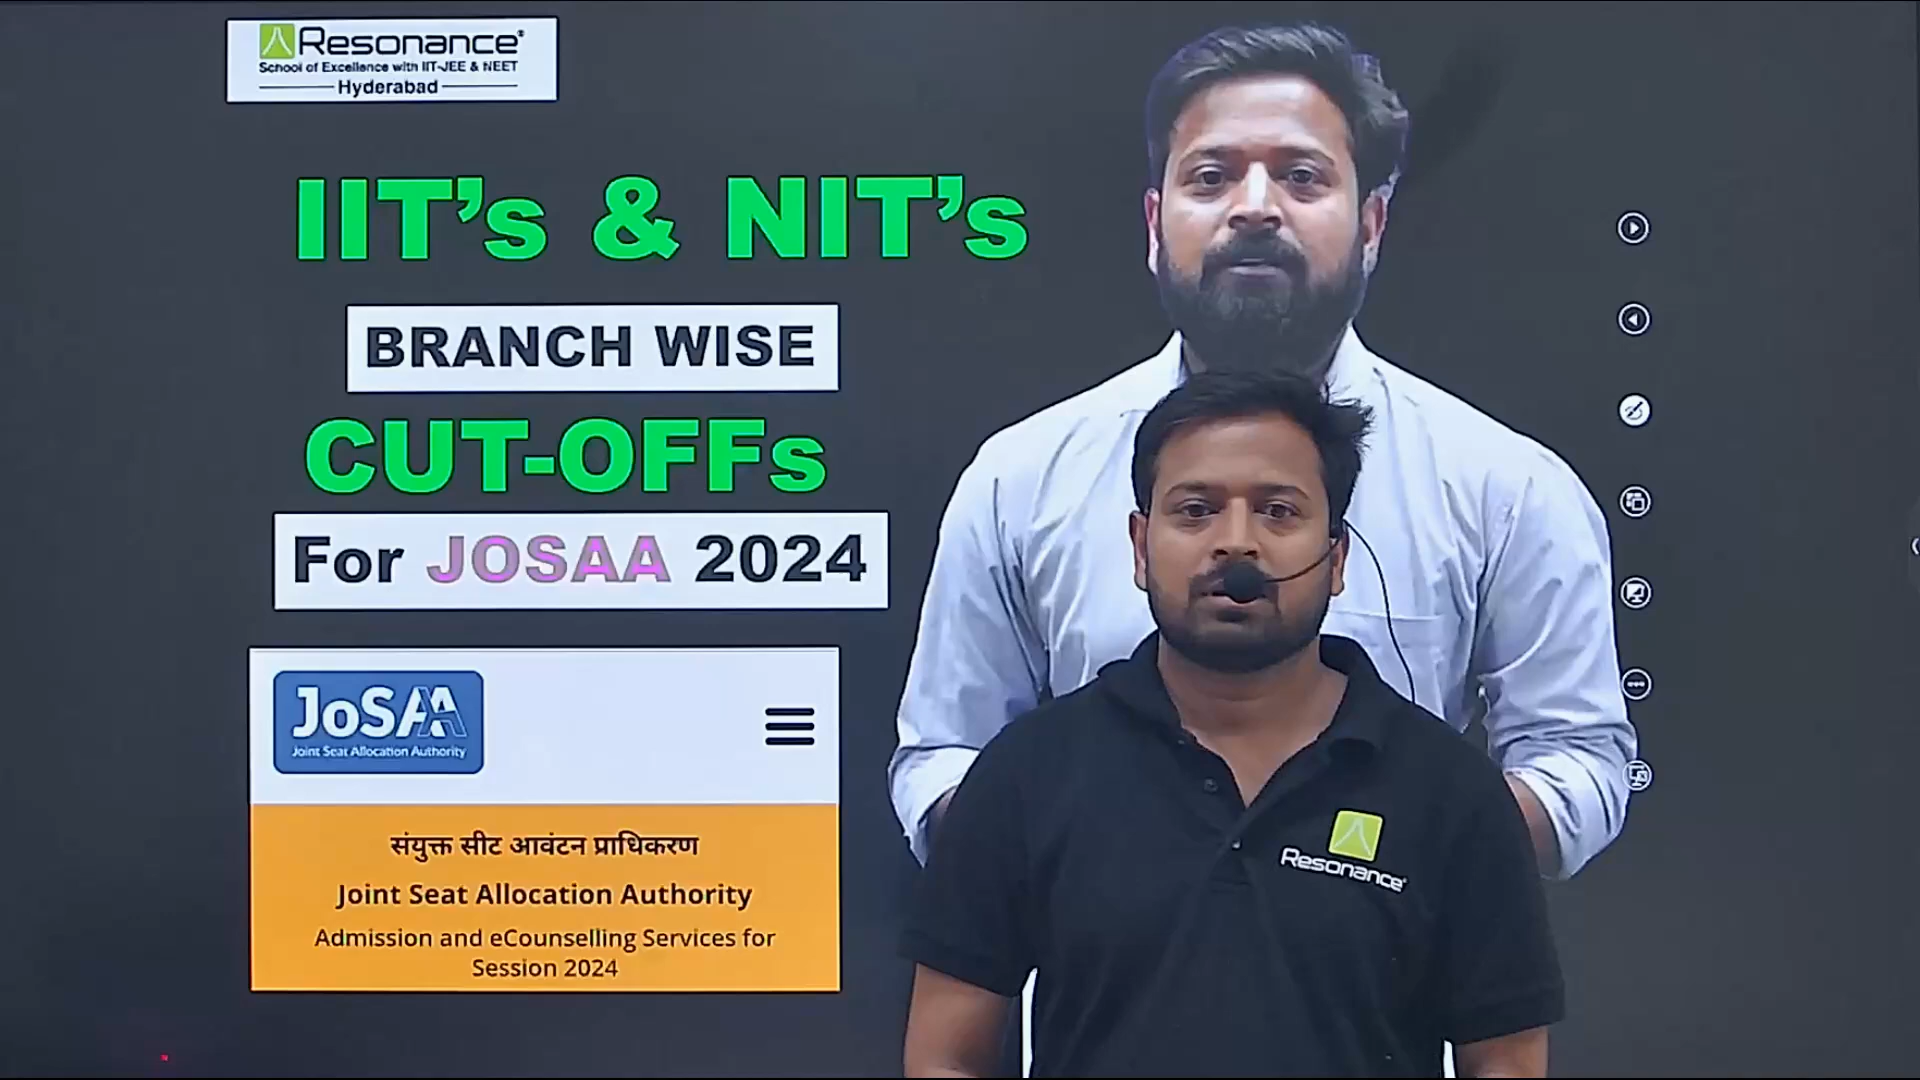 Resonance
School of Excellence with IIT-JEE & NEET
Hyderabad
IIT's & NIT's
BRANCH WISE
CUT-OFFs
For JOSAA 2024
JoSAA
Joint Seat Allocation Authority
संयुक्त सीट आवंटन प्राधिकरण
Joint Seat Allocation Authority
Admission and eCounselling Services for
Session 2024
Resonance